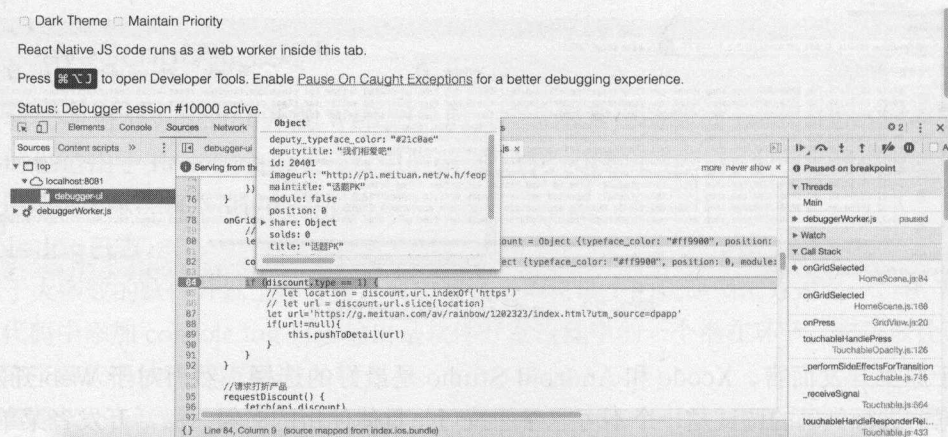 Dark Theme Maintain Priority
React Native JS code runs as a web worker inside this tab.
Press ⌘⌥J to open Developer Tools. Enable Pause On Caught Exceptions for a better debugging experience.
Status: Debugger session #10000 active.
Elements Console Sources Network
2
Sources Content scripts »
debugger-ui
js ×
top
localhost:8081
debugger-ui
debuggerWorker.js
Serving from th
more never show ×
Object
deputy_typeface_color: "#21c0ae"
deputytitle: "我们相爱吧"
id: 20401
imageurl: "http://p1.meituan.net/w.h/feop
maintitle: "话题PK"
module: false
position: 0
share: Object
solds: 0
title: "话题PK"
75 })
76 }
77
78 onGrid
79 //
80 le
ount = Object {typeface_color: "#ff9900", position:
81
82 co
ect {typeface_color: "#ff9900", position: 0, module:
83
84 if (discount.type == 1) {
85 // let location = discount.url.indexOf('https')
86 // let url = discount.url.slice(location)
87 let url='https://g.meituan.com/av/rainbow/1202323/index.html?utm_source=dpapp'
88 if(url!=null){
89 this.pushToDetail(url)
90 }
91 }
92 }
93
94 //请求打折产品
95 requestDiscount() {
96 fetch(api.discount)
97
{} Line 84, Column 9 (source mapped from index.ios.bundle)
A
Paused on breakpoint
Threads
Main
debuggerWorker.js paused
Watch
Call Stack
onGridSelected
HomeScene.js:84
onGridSelected
HomeScene.js:168
onPress GridView.js:20
touchableHandlePress
TouchableOpacity.js:126
_performSideEffectsForTransition
Touchable.js:746
_receiveSignal
Touchable.js:664
touchableHandleResponderRel...
Touchable.js:433